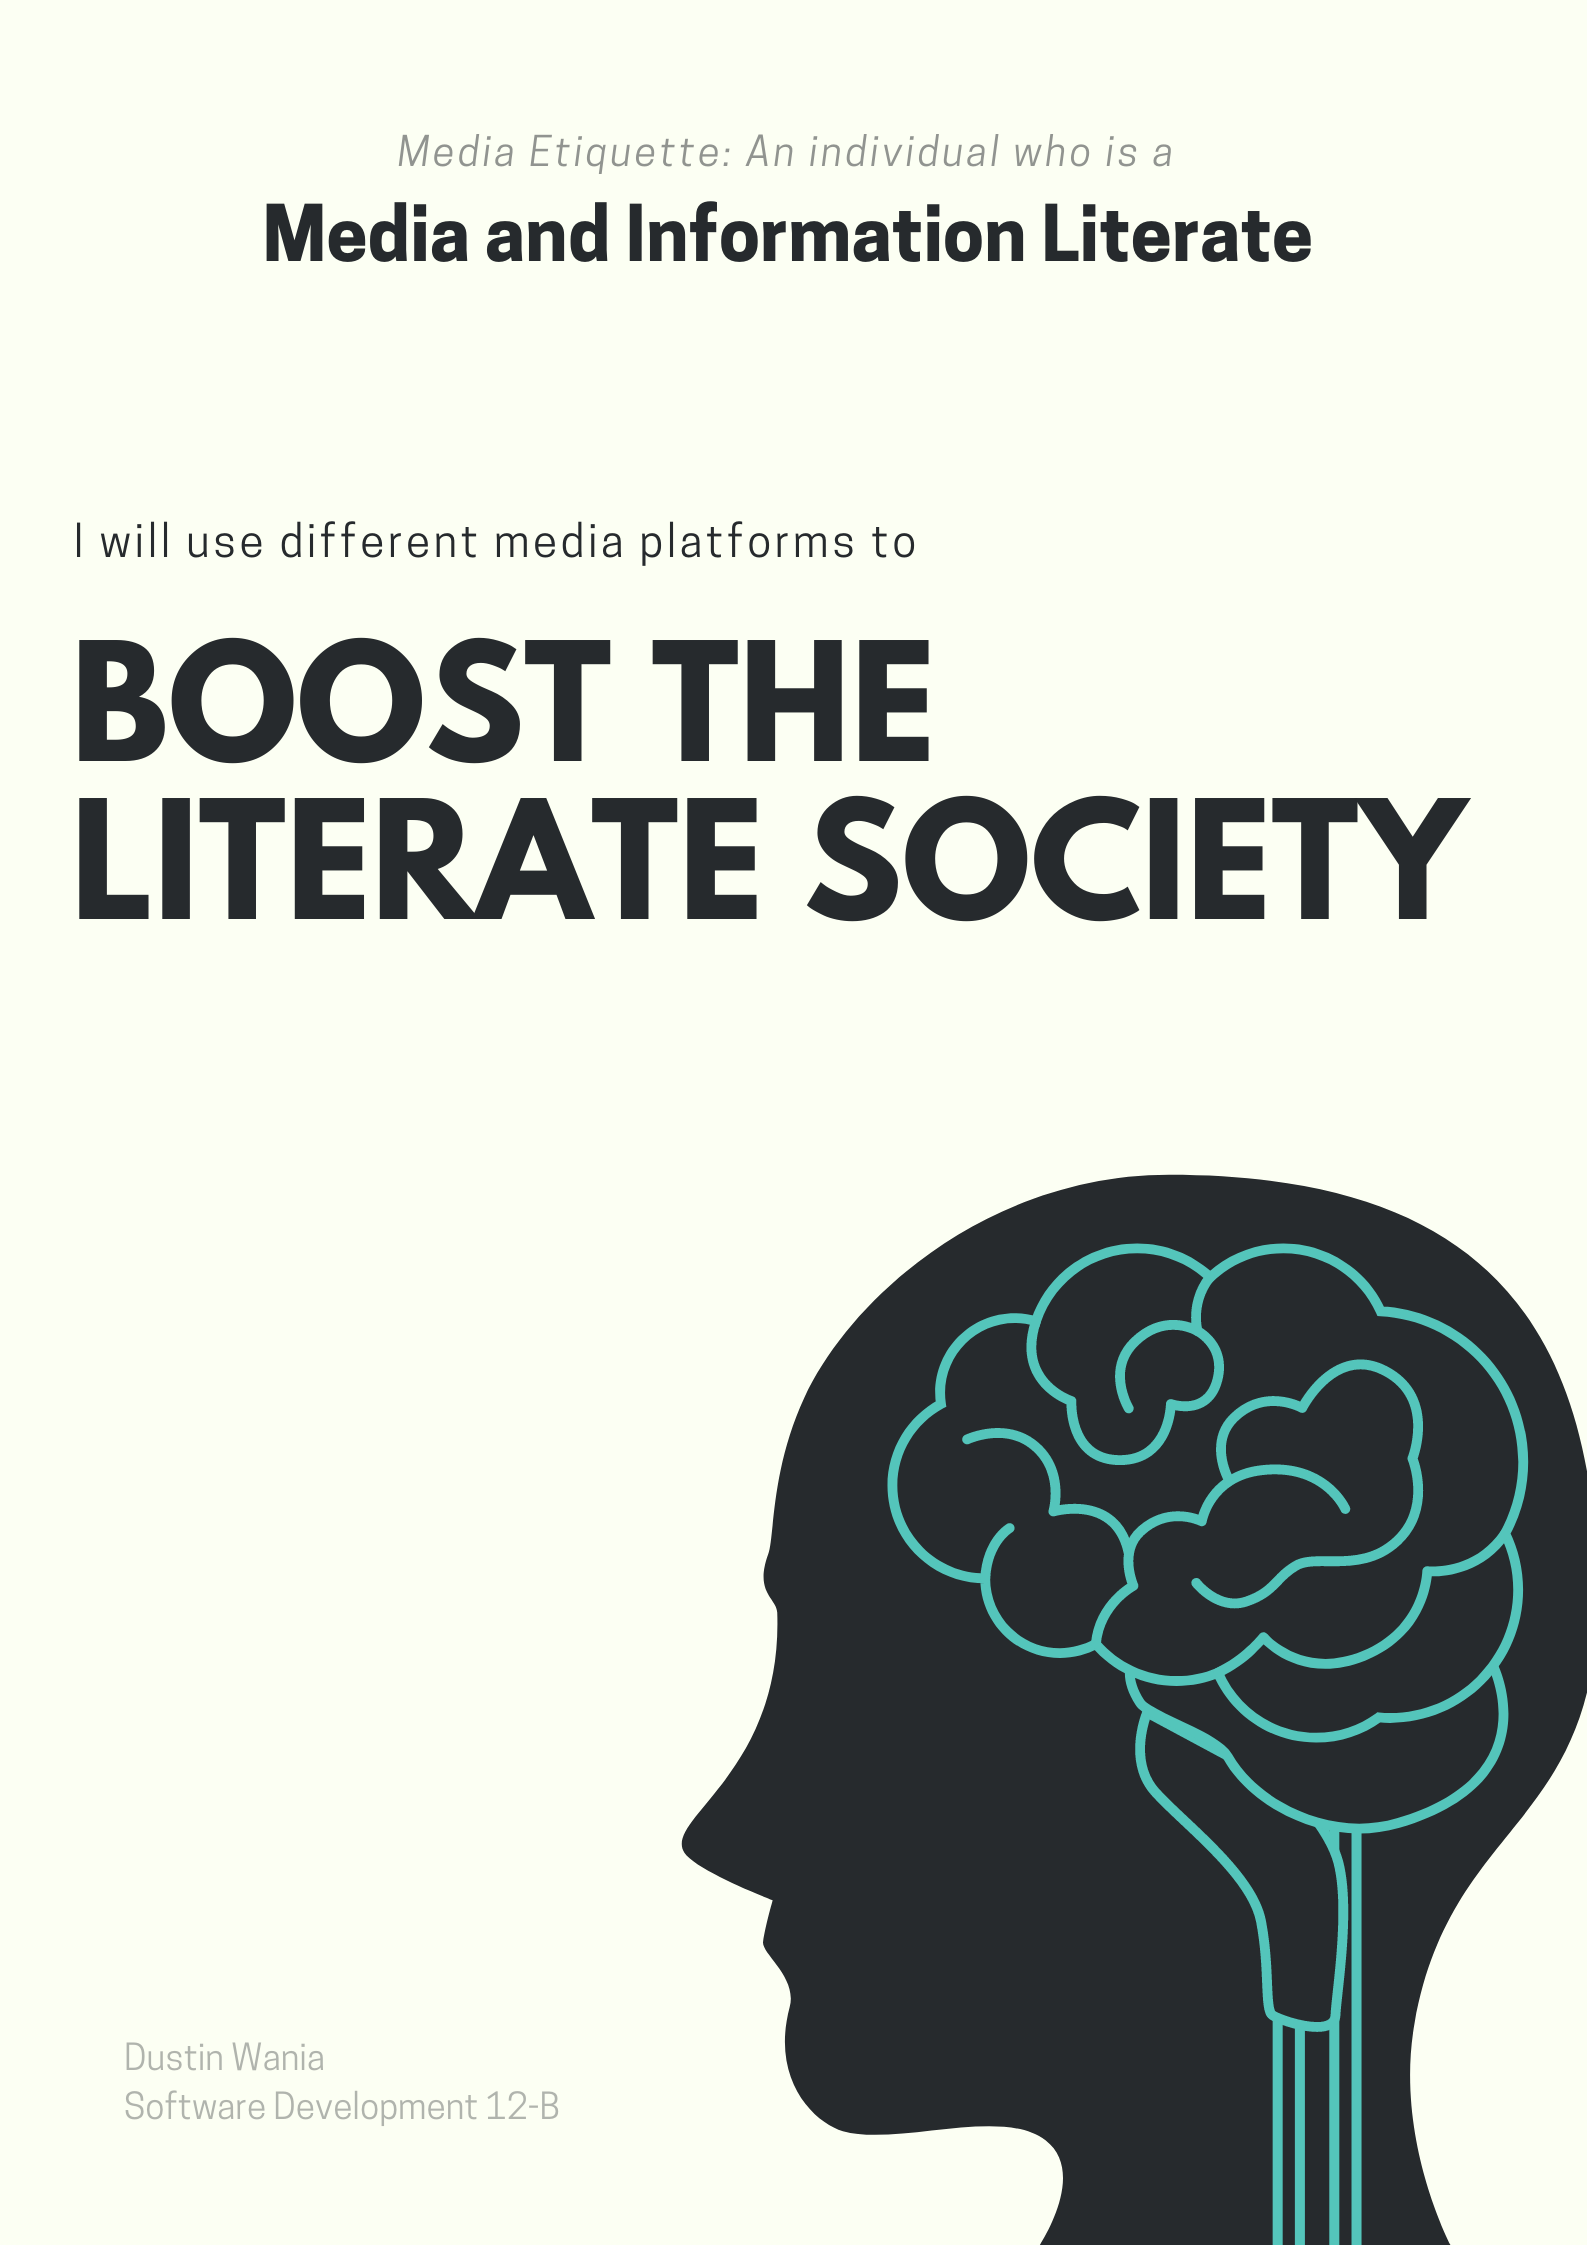 Media Etiquette: An individual who is a
Media and Information Literate
I will use different media platforms to
BOOST THE
LITERATE SOCIETY
Dustin Wania
Software Development 12-B